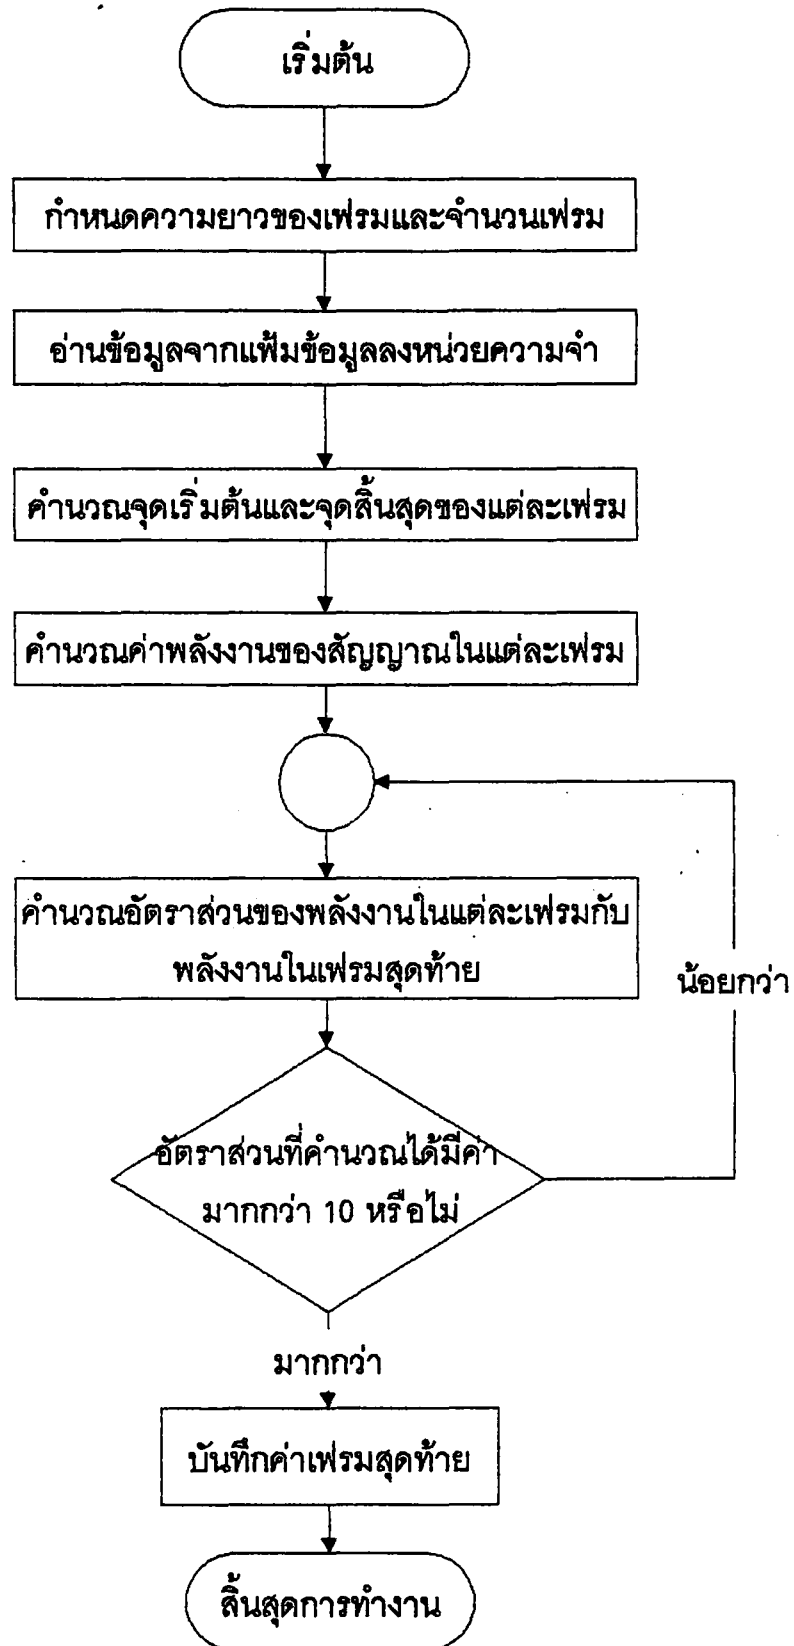 เริ่มต้น
กำหนดความยาวของเฟรมและจำนวนเฟรม
อ่านข้อมูลจากแฟ้มข้อมูลลงหน่วยความจำ
คำนวณจุดเริ่มต้นและจุดสิ้นสุดของแต่ละเฟรม
คำนวณค่าพลังงานของสัญญาณในแต่ละเฟรม
คำนวณอัตราส่วนของพลังงานในแต่ละเฟรมกับ
พลังงานในเฟรมสุดท้าย
น้อยกว่า
อัตราส่วนที่คำนวณได้มีค่า
มากกว่า 10 หรือไม่
มากกว่า
บันทึกค่าเฟรมสุดท้าย
สิ้นสุดการทำงาน